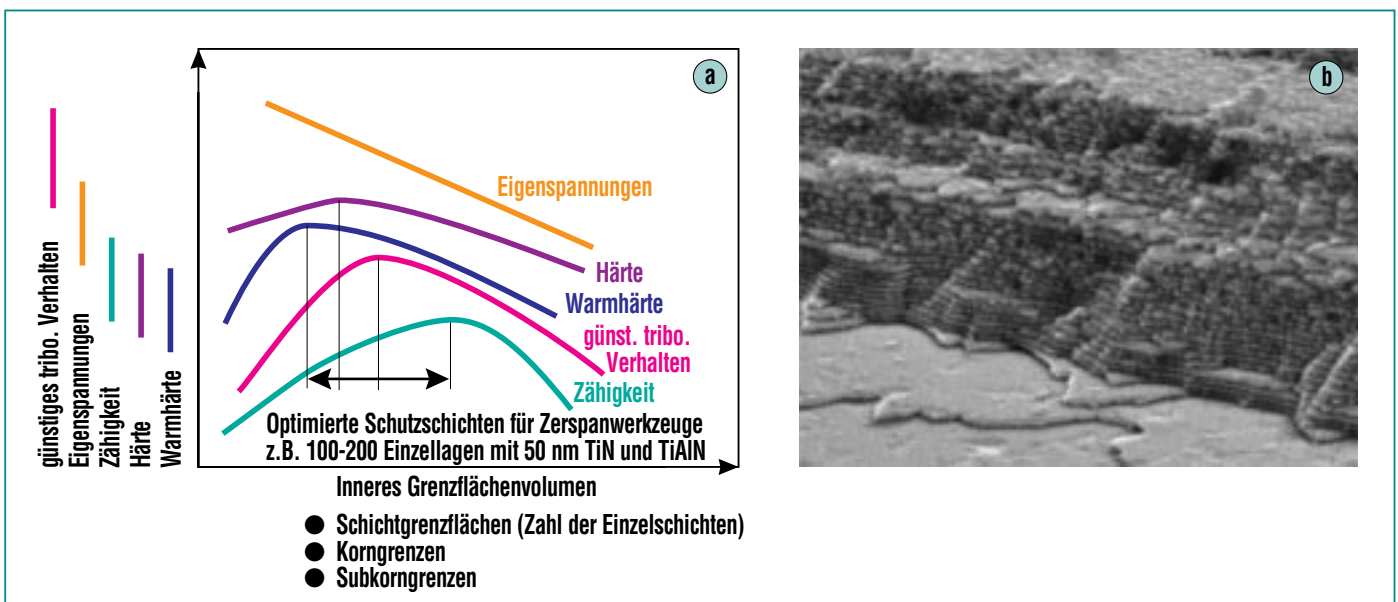 a
b
günstiges tribo. Verhalten
Eigenspannungen
Zähigkeit
Härte
Warmhärte
Eigenspannungen
Härte
Warmhärte
günst. tribo.
Verhalten
Zähigkeit
Optimierte Schutzschichten für Zerspanwerkzeuge
z.B. 100-200 Einzellagen mit 50 nm TiN und TiAlN
Inneres Grenzflächenvolumen
● Schichtgrenzflächen (Zahl der Einzelschichten)
● Korngrenzen
● Subkorngrenzen